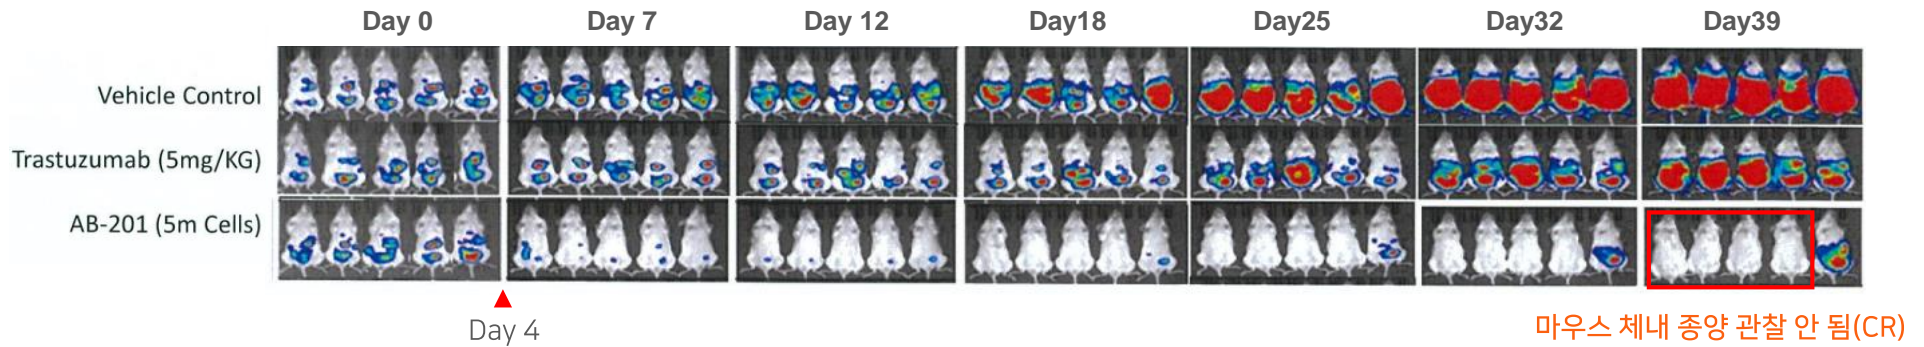 Day 0 Day 7 Day 12 Day18 Day25 Day32 Day39
Vehicle Control
Trastuzumab (5mg/KG)
AB-201 (5m Cells)
Day 4
마우스 체내 종양 관찰 안 됨(CR)